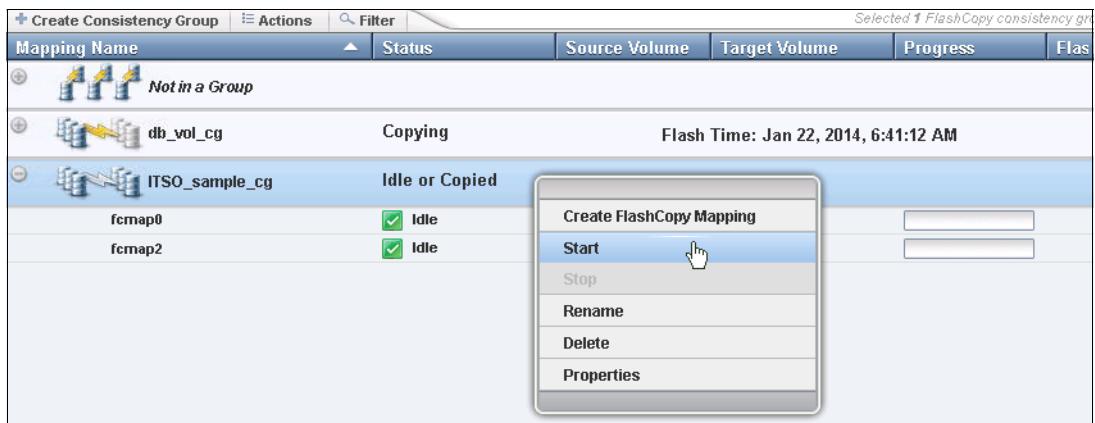 Create Consistency Group Actions Filter Selected 1 FlashCopy consistency gro
Mapping Name Status Source Volume Target Volume Progress Flas
Not in a Group
db_vol_cg Copying Flash Time: Jan 22, 2014, 6:41:12 AM
ITSO_sample_cg Idle or Copied
fcmap0 Idle Create FlashCopy Mapping
fcmap2 Idle Start
Stop
Rename
Delete
Properties